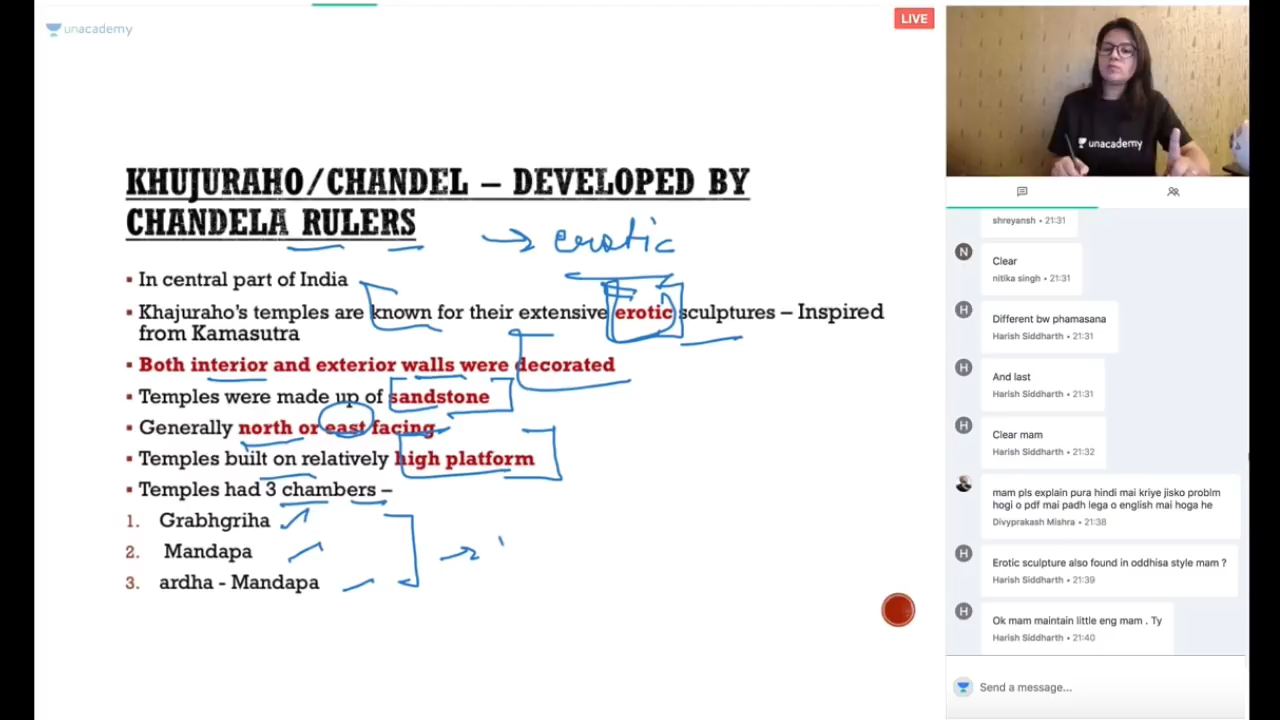 unacademy
LIVE
KHUJURAHO/CHANDEL – DEVELOPED BY
CHANDELA RULERS
→ erotic
▪ In central part of India
▪ Khajuraho's temples are known for their extensive erotic sculptures – Inspired
from Kamasutra
▪ Both interior and exterior walls were decorated
▪ Temples were made up of sandstone
▪ Generally north or east facing
▪ Temples built on relatively high platform
▪ Temples had 3 chambers –
1. Grabhgriha
2. Mandapa
3. ardha - Mandapa
unacademy
shreyansh • 21:31
N
Clear
nitika singh • 21:31
H
Different bw phamasana
Harish Siddharth • 21:31
H
And last
Harish Siddharth • 21:31
H
Clear mam
Harish Siddharth • 21:32
mam pls explain pura hindi mai kriye jisko problm
hogi o pdf mai padh lega o english mai hoga he
Divyprakash Mishra • 21:38
H
Erotic sculpture also found in oddhisa style mam ?
Harish Siddharth • 21:39
H
Ok mam maintain little eng mam . Ty
Harish Siddharth • 21:40
Send a message...